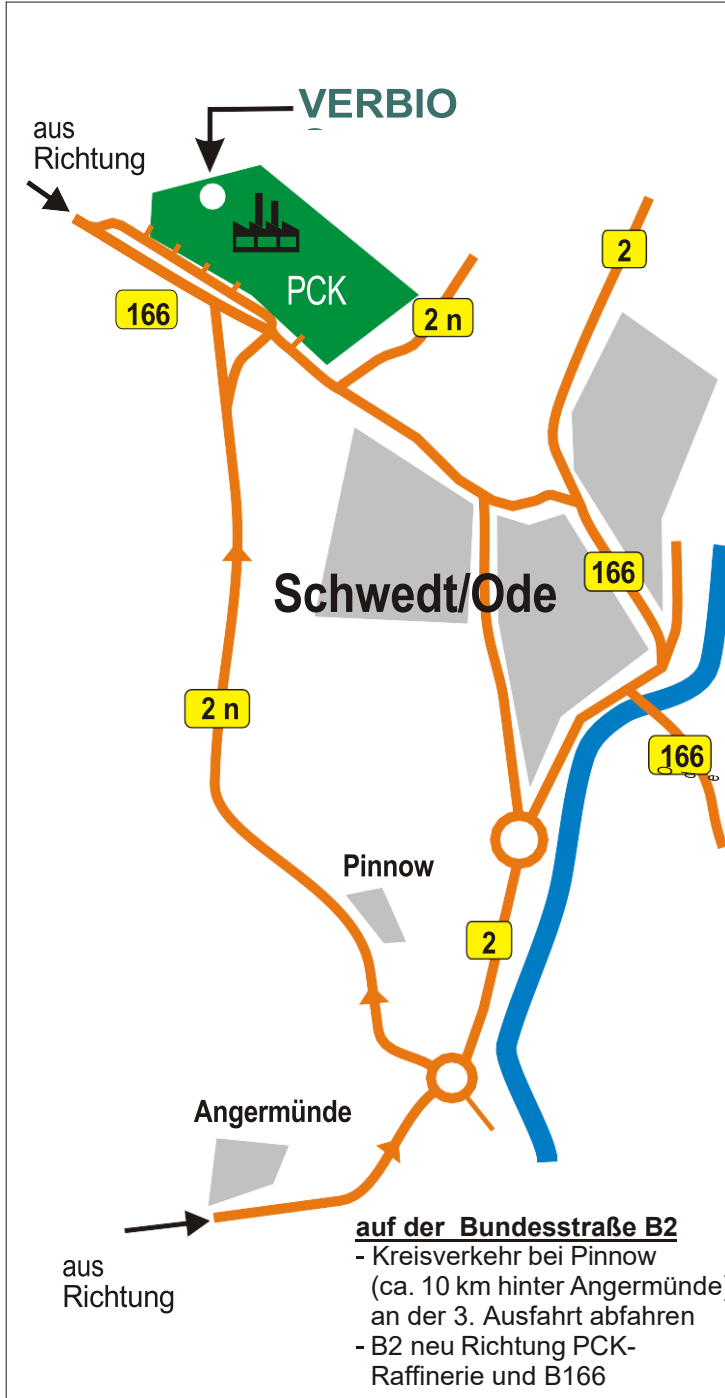 VERBIO
aus
Richtung
PCK
166
2 n
2
Schwedt/Ode
166
2 n
166
Pinnow
2
Angermünde
aus
Richtung
auf der Bundesstraße B2
- Kreisverkehr bei Pinnow
(ca. 10 km hinter Angermünde)
an der 3. Ausfahrt abfahren
- B2 neu Richtung PCK-
Raffinerie und B166